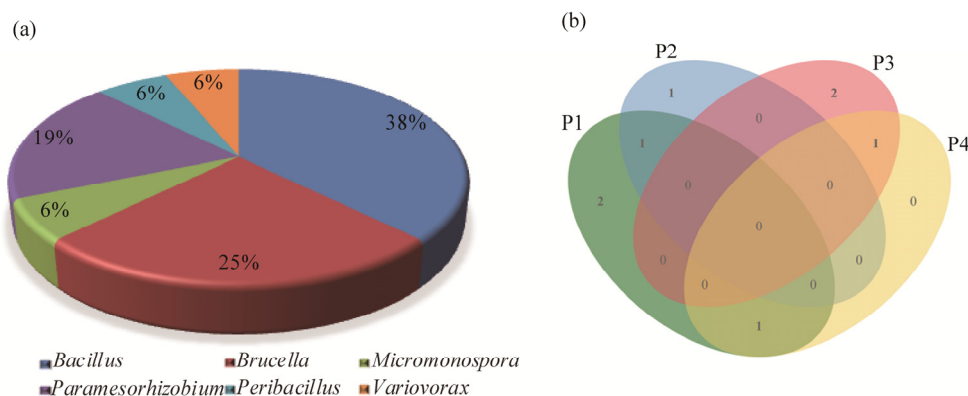 (a)
6%
6%
38%
19%
6%
25%
Bacillus Brucella Micromonospora
Paramesorhizobium Peribacillus Variovorax
(b)
P2
P3
P1
P4
1
2
0
1
1
2
0
0
0
0
0
0
0
0
1